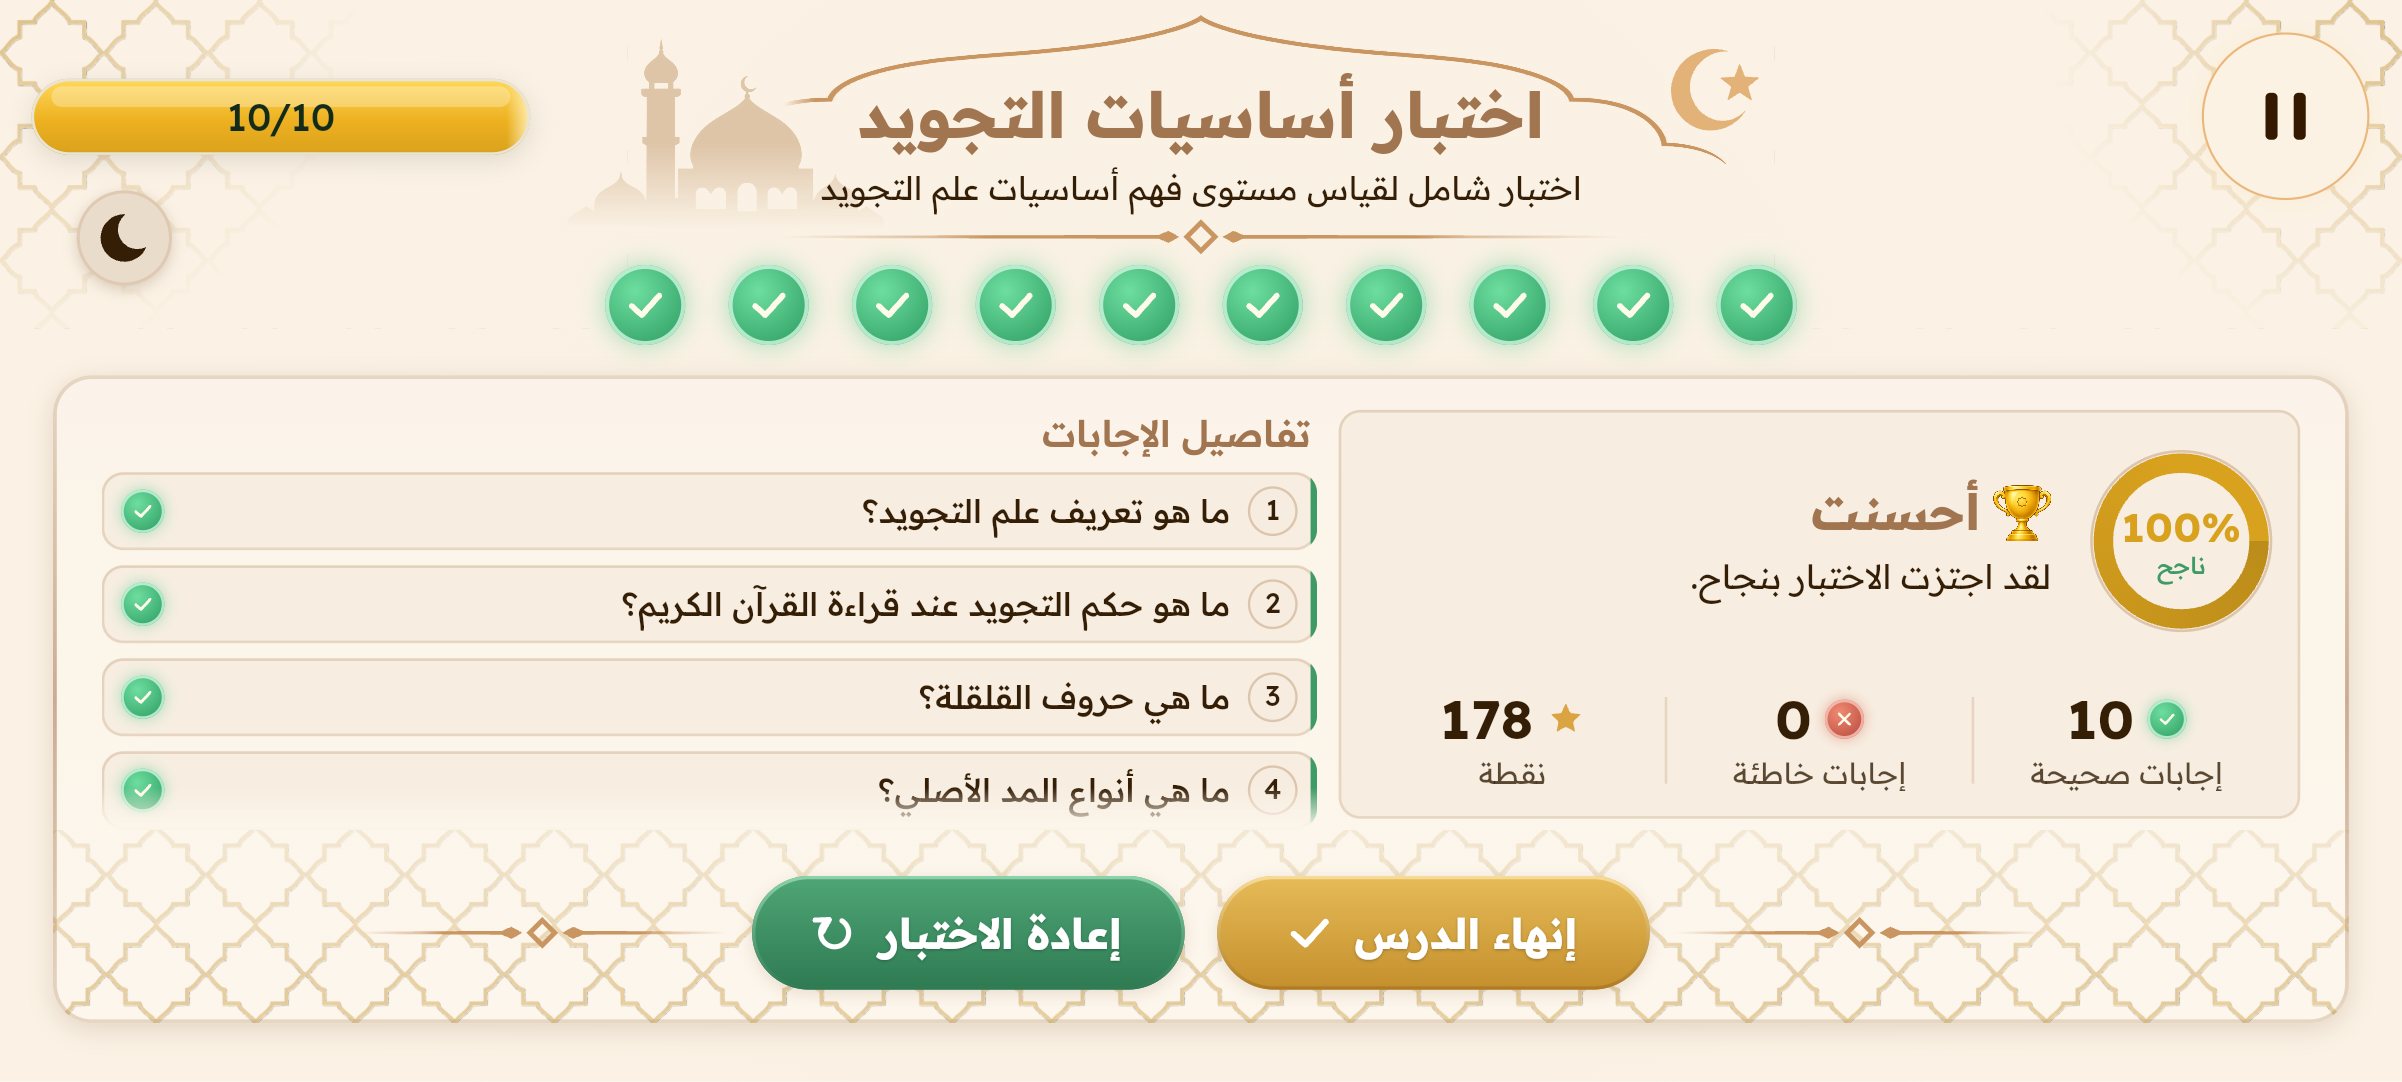 10/10
اختبار أساسيات التجويد
اختبار شامل لقياس مستوى فهم أساسيات علم التجويد
100%
ناجح
أحسنت
لقد اجتزت الاختبار بنجاح.
10
إجابات صحيحة
0
إجابات خاطئة
178
نقطة
تفاصيل الإجابات
1 ما هو تعريف علم التجويد؟
2 ما هو حكم التجويد عند قراءة القرآن الكريم؟
3 ما هي حروف القلقلة؟
4 ما هي أنواع المد الأصلي؟
إنهاء الدرس
إعادة الاختبار